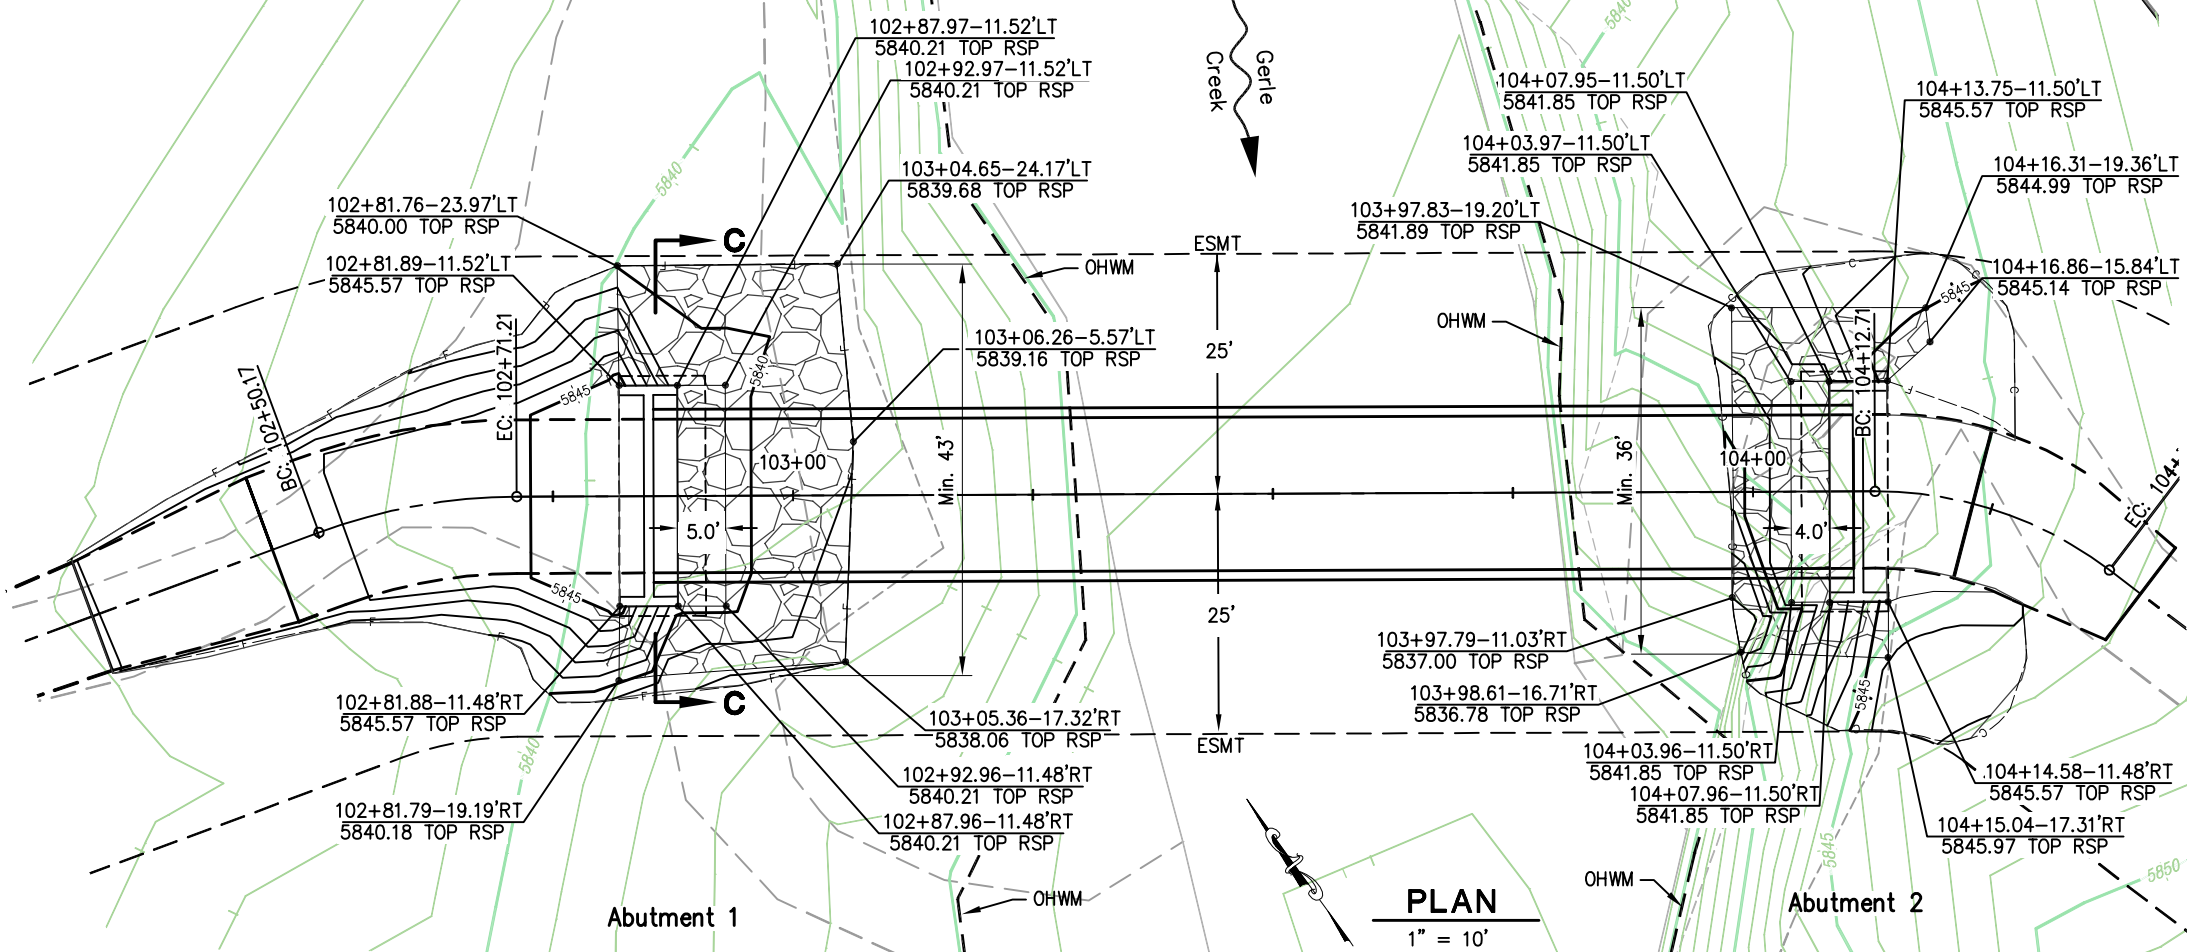 102+87.97-11.52'LT
5840.21 TOP RSP
102+92.97-11.52'LT
5840.21 TOP RSP
103+04.65-24.17'LT
5839.68 TOP RSP
102+81.76-23.97'LT
5840.00 TOP RSP
102+81.89-11.52'LT
5845.57 TOP RSP
103+06.26-5.57'LT
5839.16 TOP RSP
Gerle
Creek
104+07.95-11.50'LT
5841.85 TOP RSP
104+13.75-11.50'LT
5845.57 TOP RSP
104+03.97-11.50'LT
5841.85 TOP RSP
104+16.31-19.36'LT
5844.99 TOP RSP
103+97.83-19.20'LT
5841.89 TOP RSP
104+16.86-15.84'LT
5845.14 TOP RSP
5840
5840
C
ESMT
OHWM
OHWM
25'
BC: 102+50.17
EC: 102+71.21
5845
5840
5845
103+00
Min. 43'
5.0'
Min. 36'
104+00
BC: 104+12.71
4.0'
EC: 104+
5845
25'
5845
C
ESMT
102+81.88-11.48'RT
5845.57 TOP RSP
103+05.36-17.32'RT
5838.06 TOP RSP
102+92.96-11.48'RT
5840.21 TOP RSP
102+81.79-19.19'RT
5840.18 TOP RSP
102+87.96-11.48'RT
5840.21 TOP RSP
103+97.79-11.03'RT
5837.00 TOP RSP
103+98.61-16.71'RT
5836.78 TOP RSP
104+03.96-11.50'RT
5841.85 TOP RSP
104+07.96-11.50'RT
5841.85 TOP RSP
104+14.58-11.48'RT
5845.57 TOP RSP
104+15.04-17.31'RT
5845.97 TOP RSP
5840
5845
5850
OHWM
OHWM
Abutment 1
PLAN
1" = 10'
Abutment 2